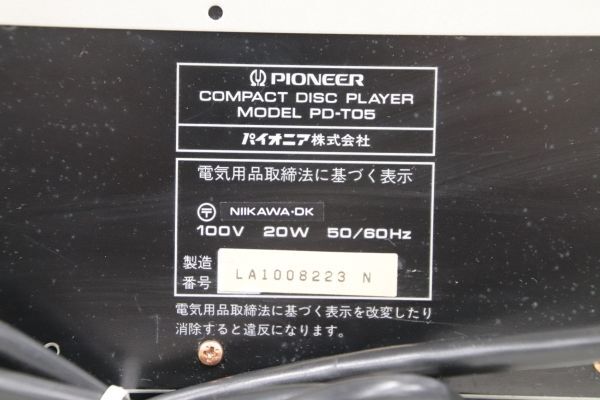 PIONEER
COMPACT DISC PLAYER
MODEL PD-T05
パイオニア株式会社
電気用品取締法に基づく表示
〒 NIIKAWA-DK
100V 20W 50/60Hz
製造番号 LA1008223 N
電気用品取締法に基づく表示を改変したり
消除すると違反になります。